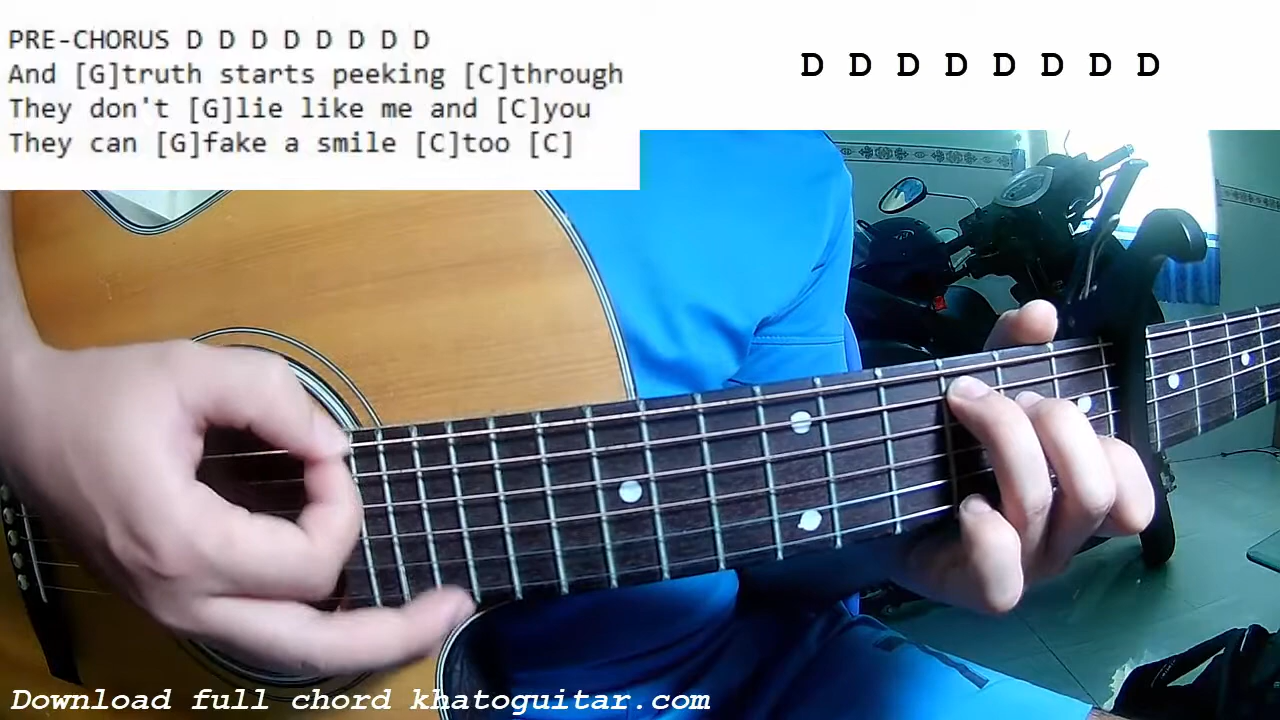 PRE-CHORUS D D D D D D D D
And [G]truth starts peeking [C]through
They don't [G]lie like me and [C]you
They can [G]fake a smile [C]too [C]
D D D D D D D D
Download full chord khatoguitar.com